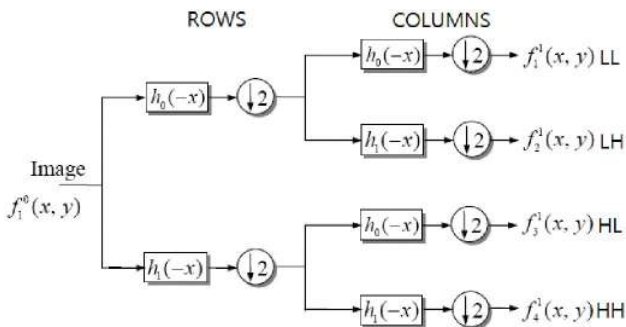 ROWS COLUMNS
h₀(−x) ↓2 f₁¹(x, y) LL
h₀(−x) ↓2
h₁(−x) ↓2 f₂¹(x, y) LH
Image
f₁⁰(x, y)
h₀(−x) ↓2 f₃¹(x, y) HL
h₁(−x) ↓2
h₁(−x) ↓2 f₄¹(x, y) HH